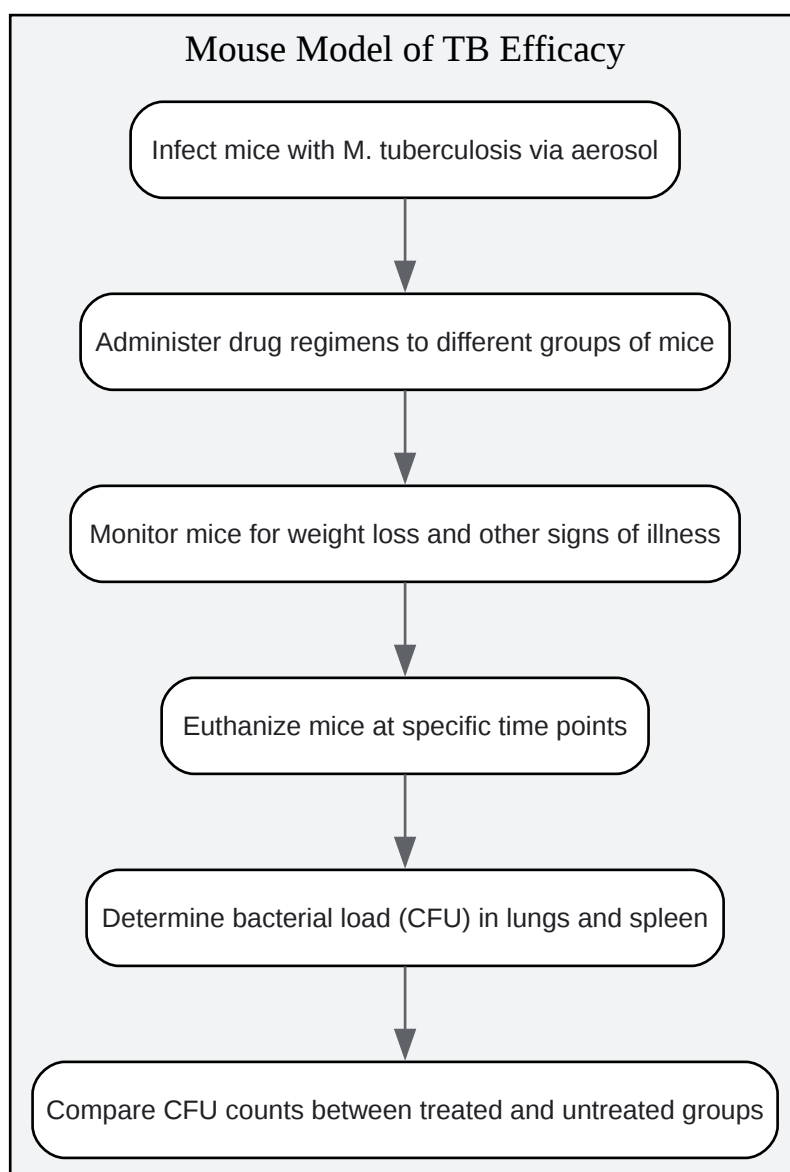 Mouse Model of TB Efficacy
Infect mice with M. tuberculosis via aerosol
Administer drug regimens to different groups of mice
Monitor mice for weight loss and other signs of illness
Euthanize mice at specific time points
Determine bacterial load (CFU) in lungs and spleen
Compare CFU counts between treated and untreated groups